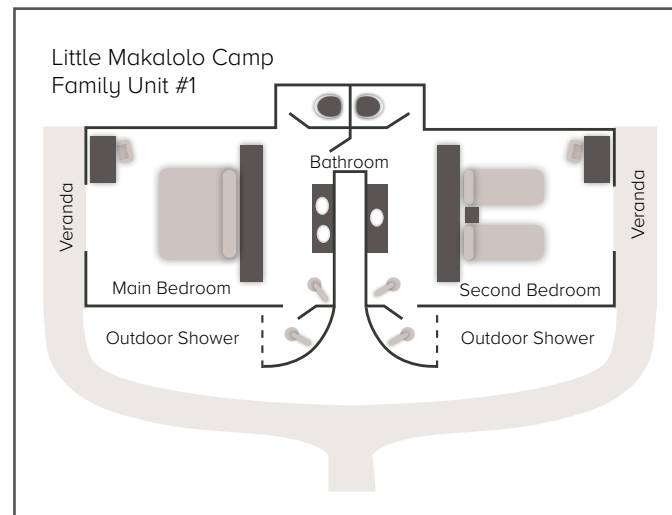 Little Makalolo Camp
Family Unit #1
Bathroom
Veranda
Veranda
Main Bedroom
Second Bedroom
Outdoor Shower
Outdoor Shower